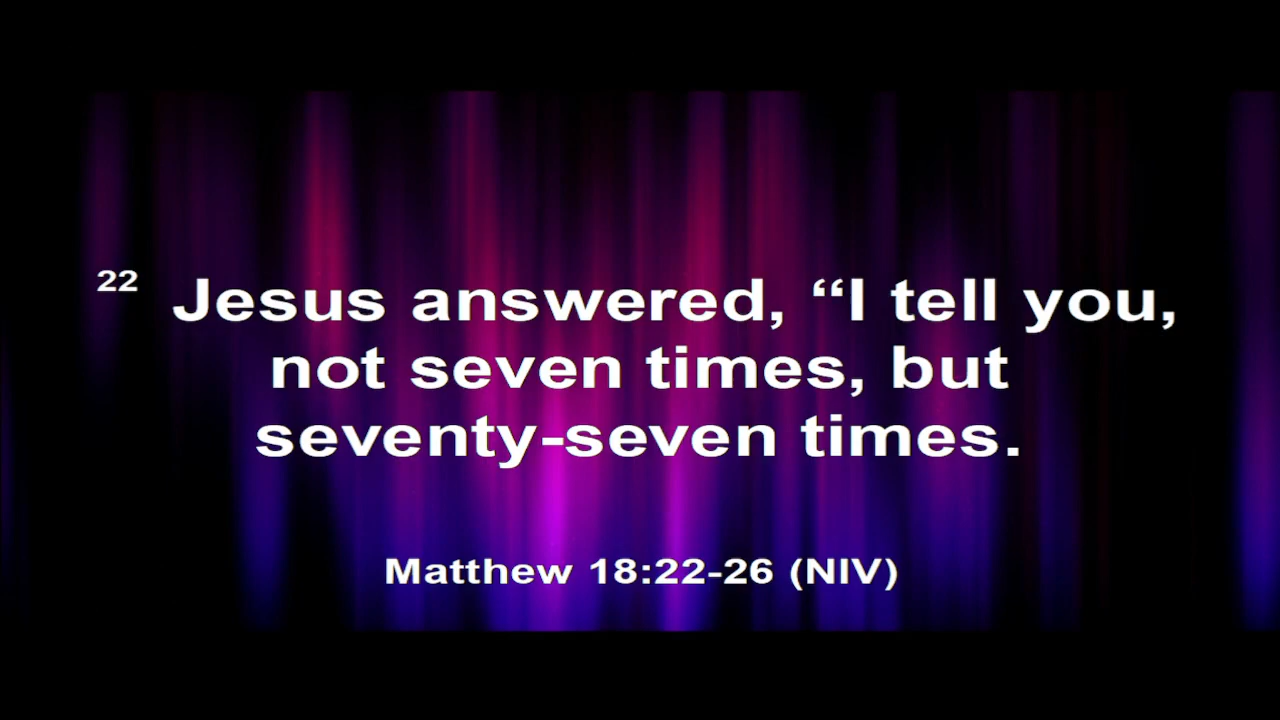 22 Jesus answered, “I tell you,
not seven times, but
seventy-seven times.
Matthew 18:22-26 (NIV)